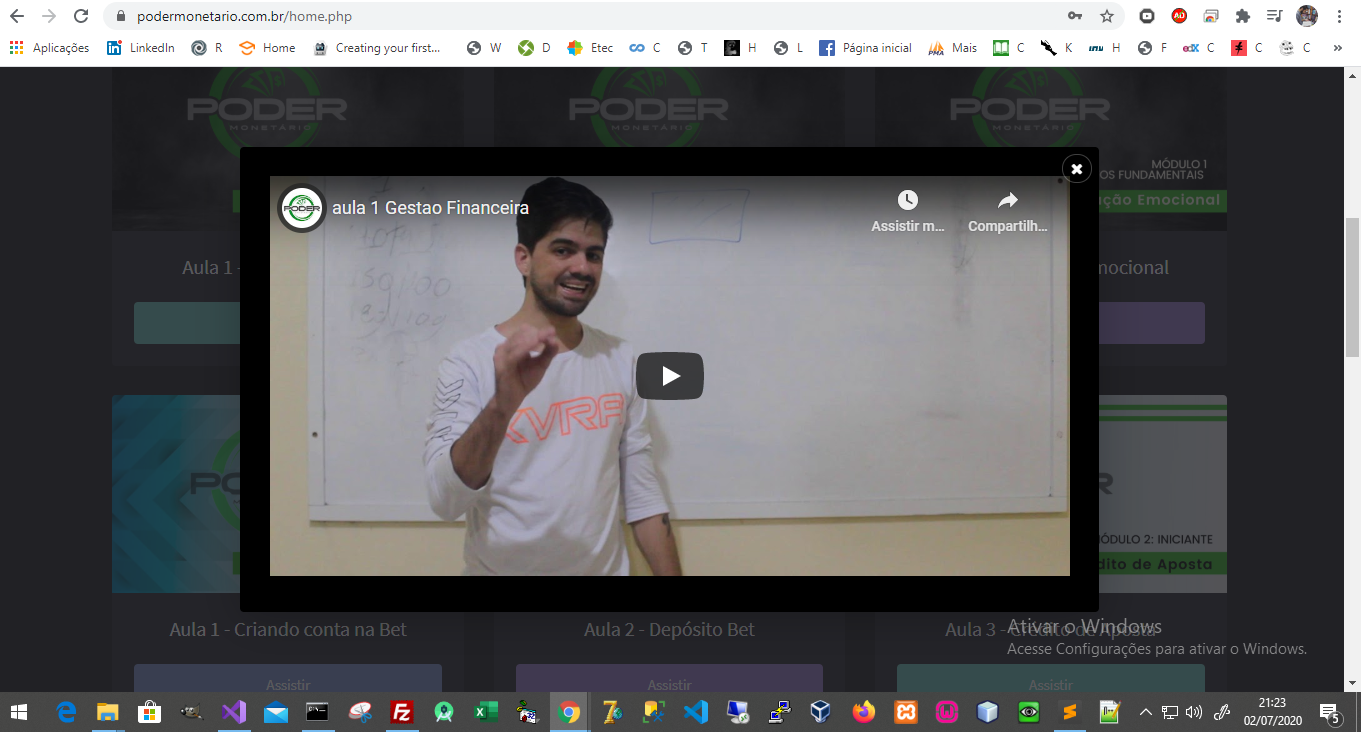 podermonetario.com.br/home.php
Aplicações LinkedIn R Home Creating your first... W D Etec C T H L Página inicial Mais C K H F C C C »
PODER PODER PODER
MONETÁRIO MONETÁRIO MONETÁRIO
MÓDULO 1
OS FUNDAMENTAIS
ção Emocional
aula 1 Gestao Financeira
Assistir m...
Compartilh...
Aula 1 -
mocional
XVRA
MÓDULO 2: INICIANTE
dito de Aposta
Aula 1 - Criando conta na Bet
Aula 2 - Depósito Bet
Aula 3 - Crédito de Aposta
Ativar o Windows
Acesse Configurações para ativar o Windows.
Assistir Assistir Assistir
21:23
02/07/2020
5